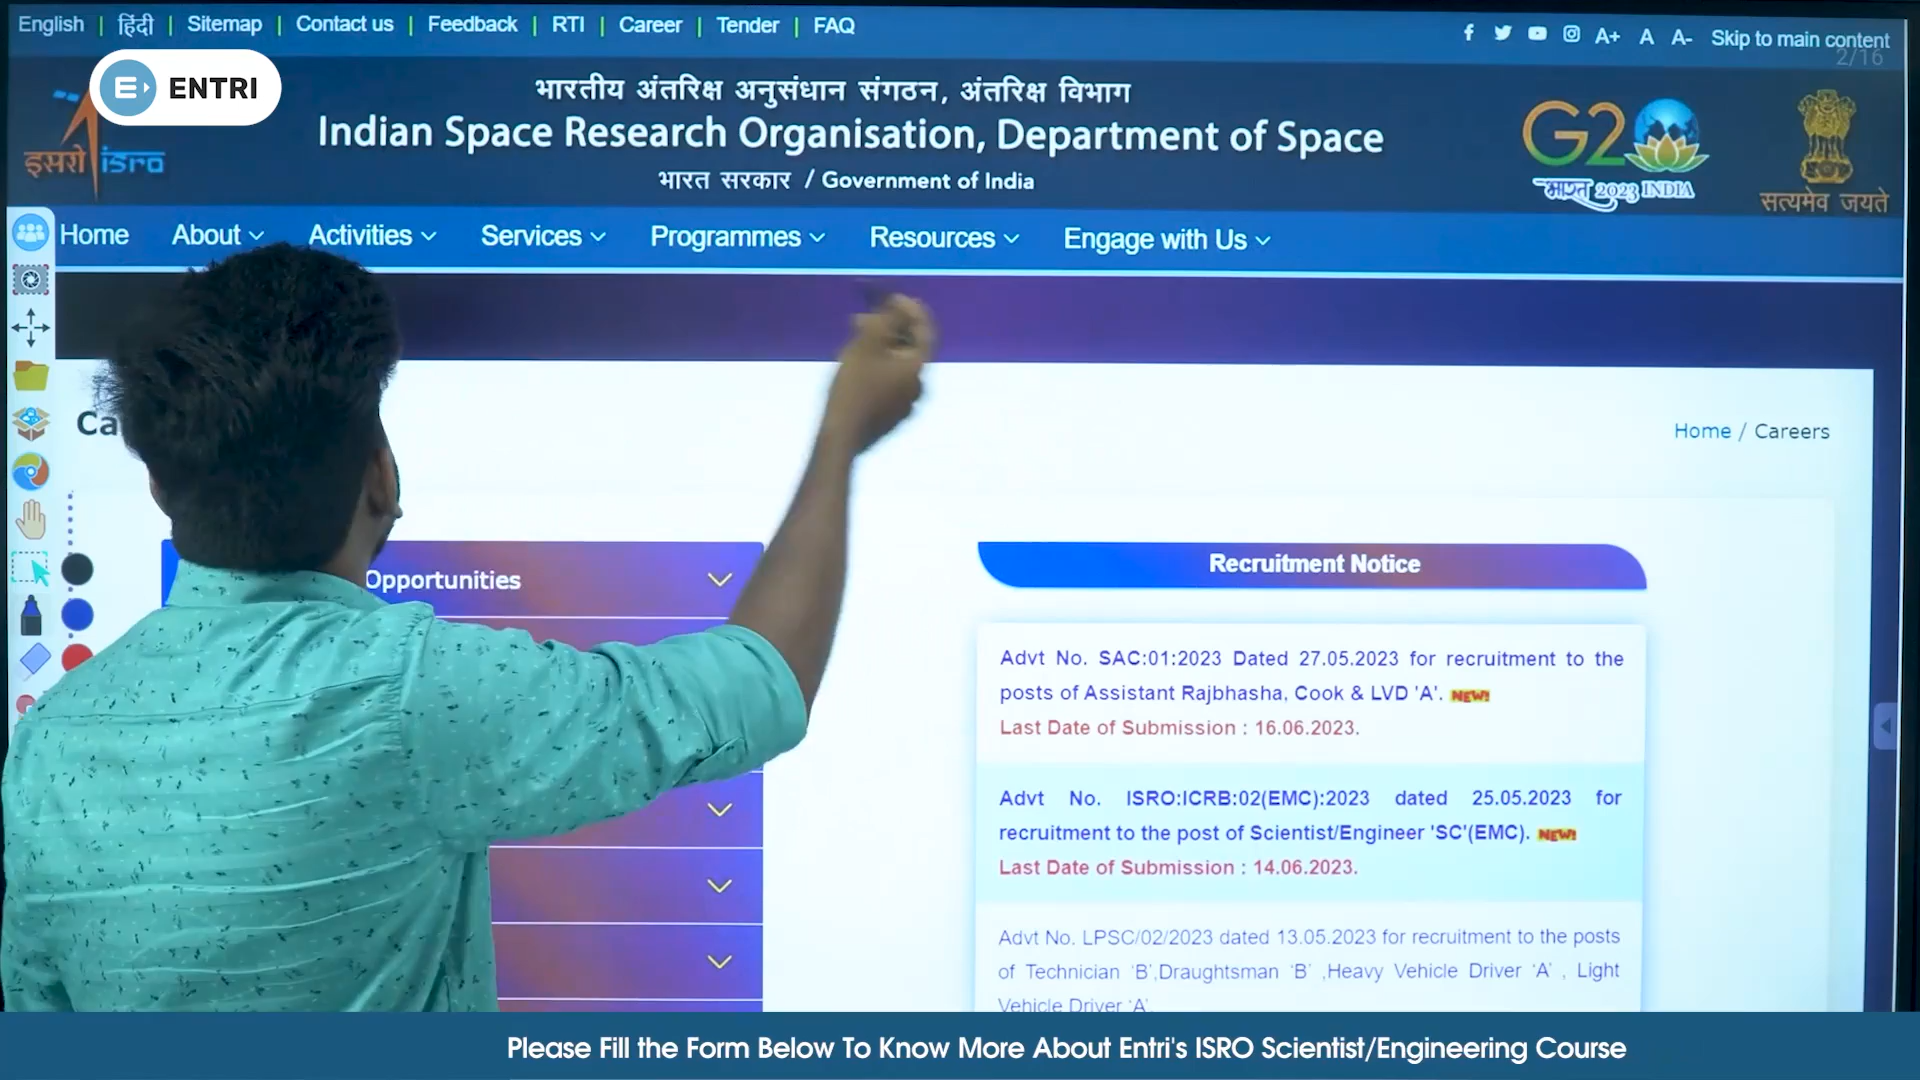 English | हिंदी | Sitemap | Contact us | Feedback | RTI | Career | Tender | FAQ
A+ A A- Skip to main content
2/16
ENTRI
भारतीय अंतरिक्ष अनुसंधान संगठन, अंतरिक्ष विभाग
Indian Space Research Organisation, Department of Space
भारत सरकार / Government of India
इसरो isro
G20
भारत 2023 INDIA
सत्यमेव जयते
Home About Activities Services Programmes Resources Engage with Us
Home / Careers
Opportunities
Recruitment Notice
Advt No. SAC:01:2023 Dated 27.05.2023 for recruitment to the
posts of Assistant Rajbhasha, Cook & LVD 'A'. NEW!
Last Date of Submission : 16.06.2023.
Advt No. ISRO:ICRB:02(EMC):2023 dated 25.05.2023 for
recruitment to the post of Scientist/Engineer 'SC'(EMC). NEW!
Last Date of Submission : 14.06.2023.
Advt No. LPSC/02/2023 dated 13.05.2023 for recruitment to the posts
of Technician 'B',Draughtsman 'B' ,Heavy Vehicle Driver 'A' , Light
Vehicle Driver 'A'.
Please Fill the Form Below To Know More About Entri's ISRO Scientist/Engineering Course